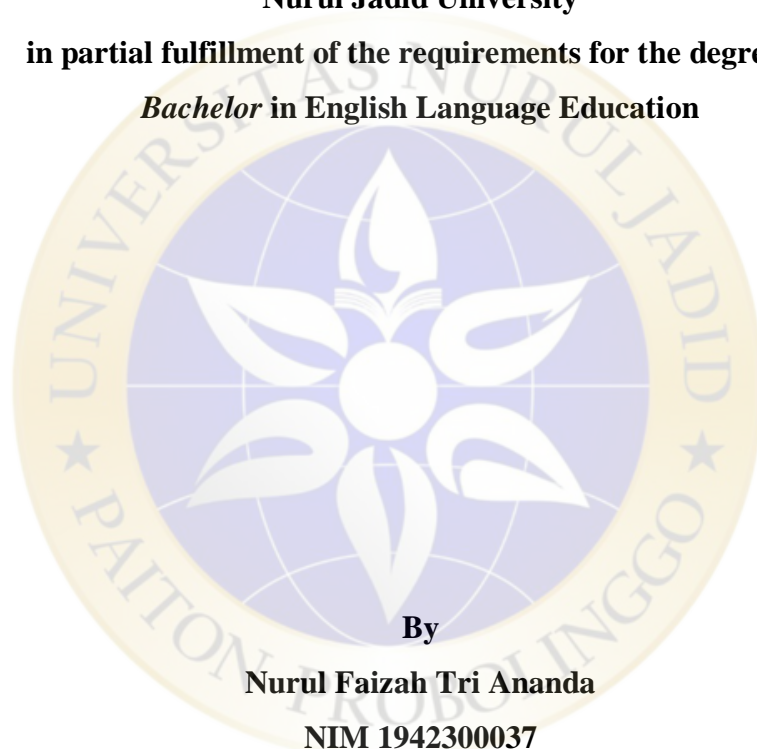 Nurul Jadid University
in partial fulfillment of the requirements for the degre
Bachelor in English Language Education
UNIVERSITAS NURUL JADID
★ PAITON PROBOLINGGO ★
By
Nurul Faizah Tri Ananda
NIM 1942300037